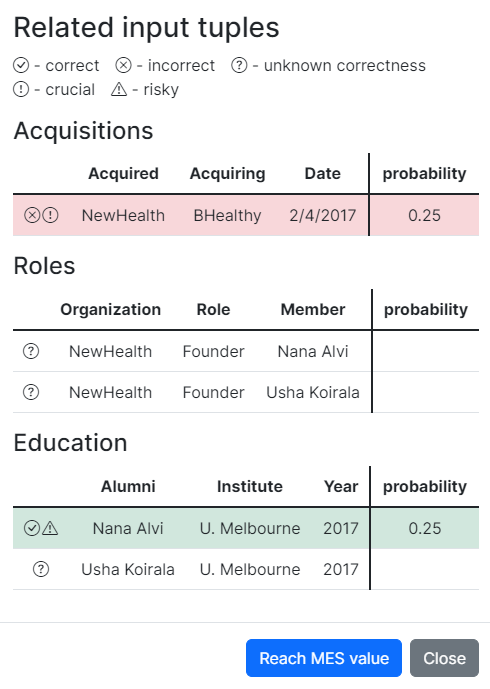 Related input tuples
- correct - incorrect - unknown correctness
- crucial - risky
Acquisitions
Acquired Acquiring Date probability
NewHealth BHealthy 2/4/2017 0.25
Roles
Organization Role Member probability
NewHealth Founder Nana Alvi
NewHealth Founder Usha Koirala
Education
Alumni Institute Year probability
Nana Alvi U. Melbourne 2017 0.25
Usha Koirala U. Melbourne 2017
Reach MES value Close